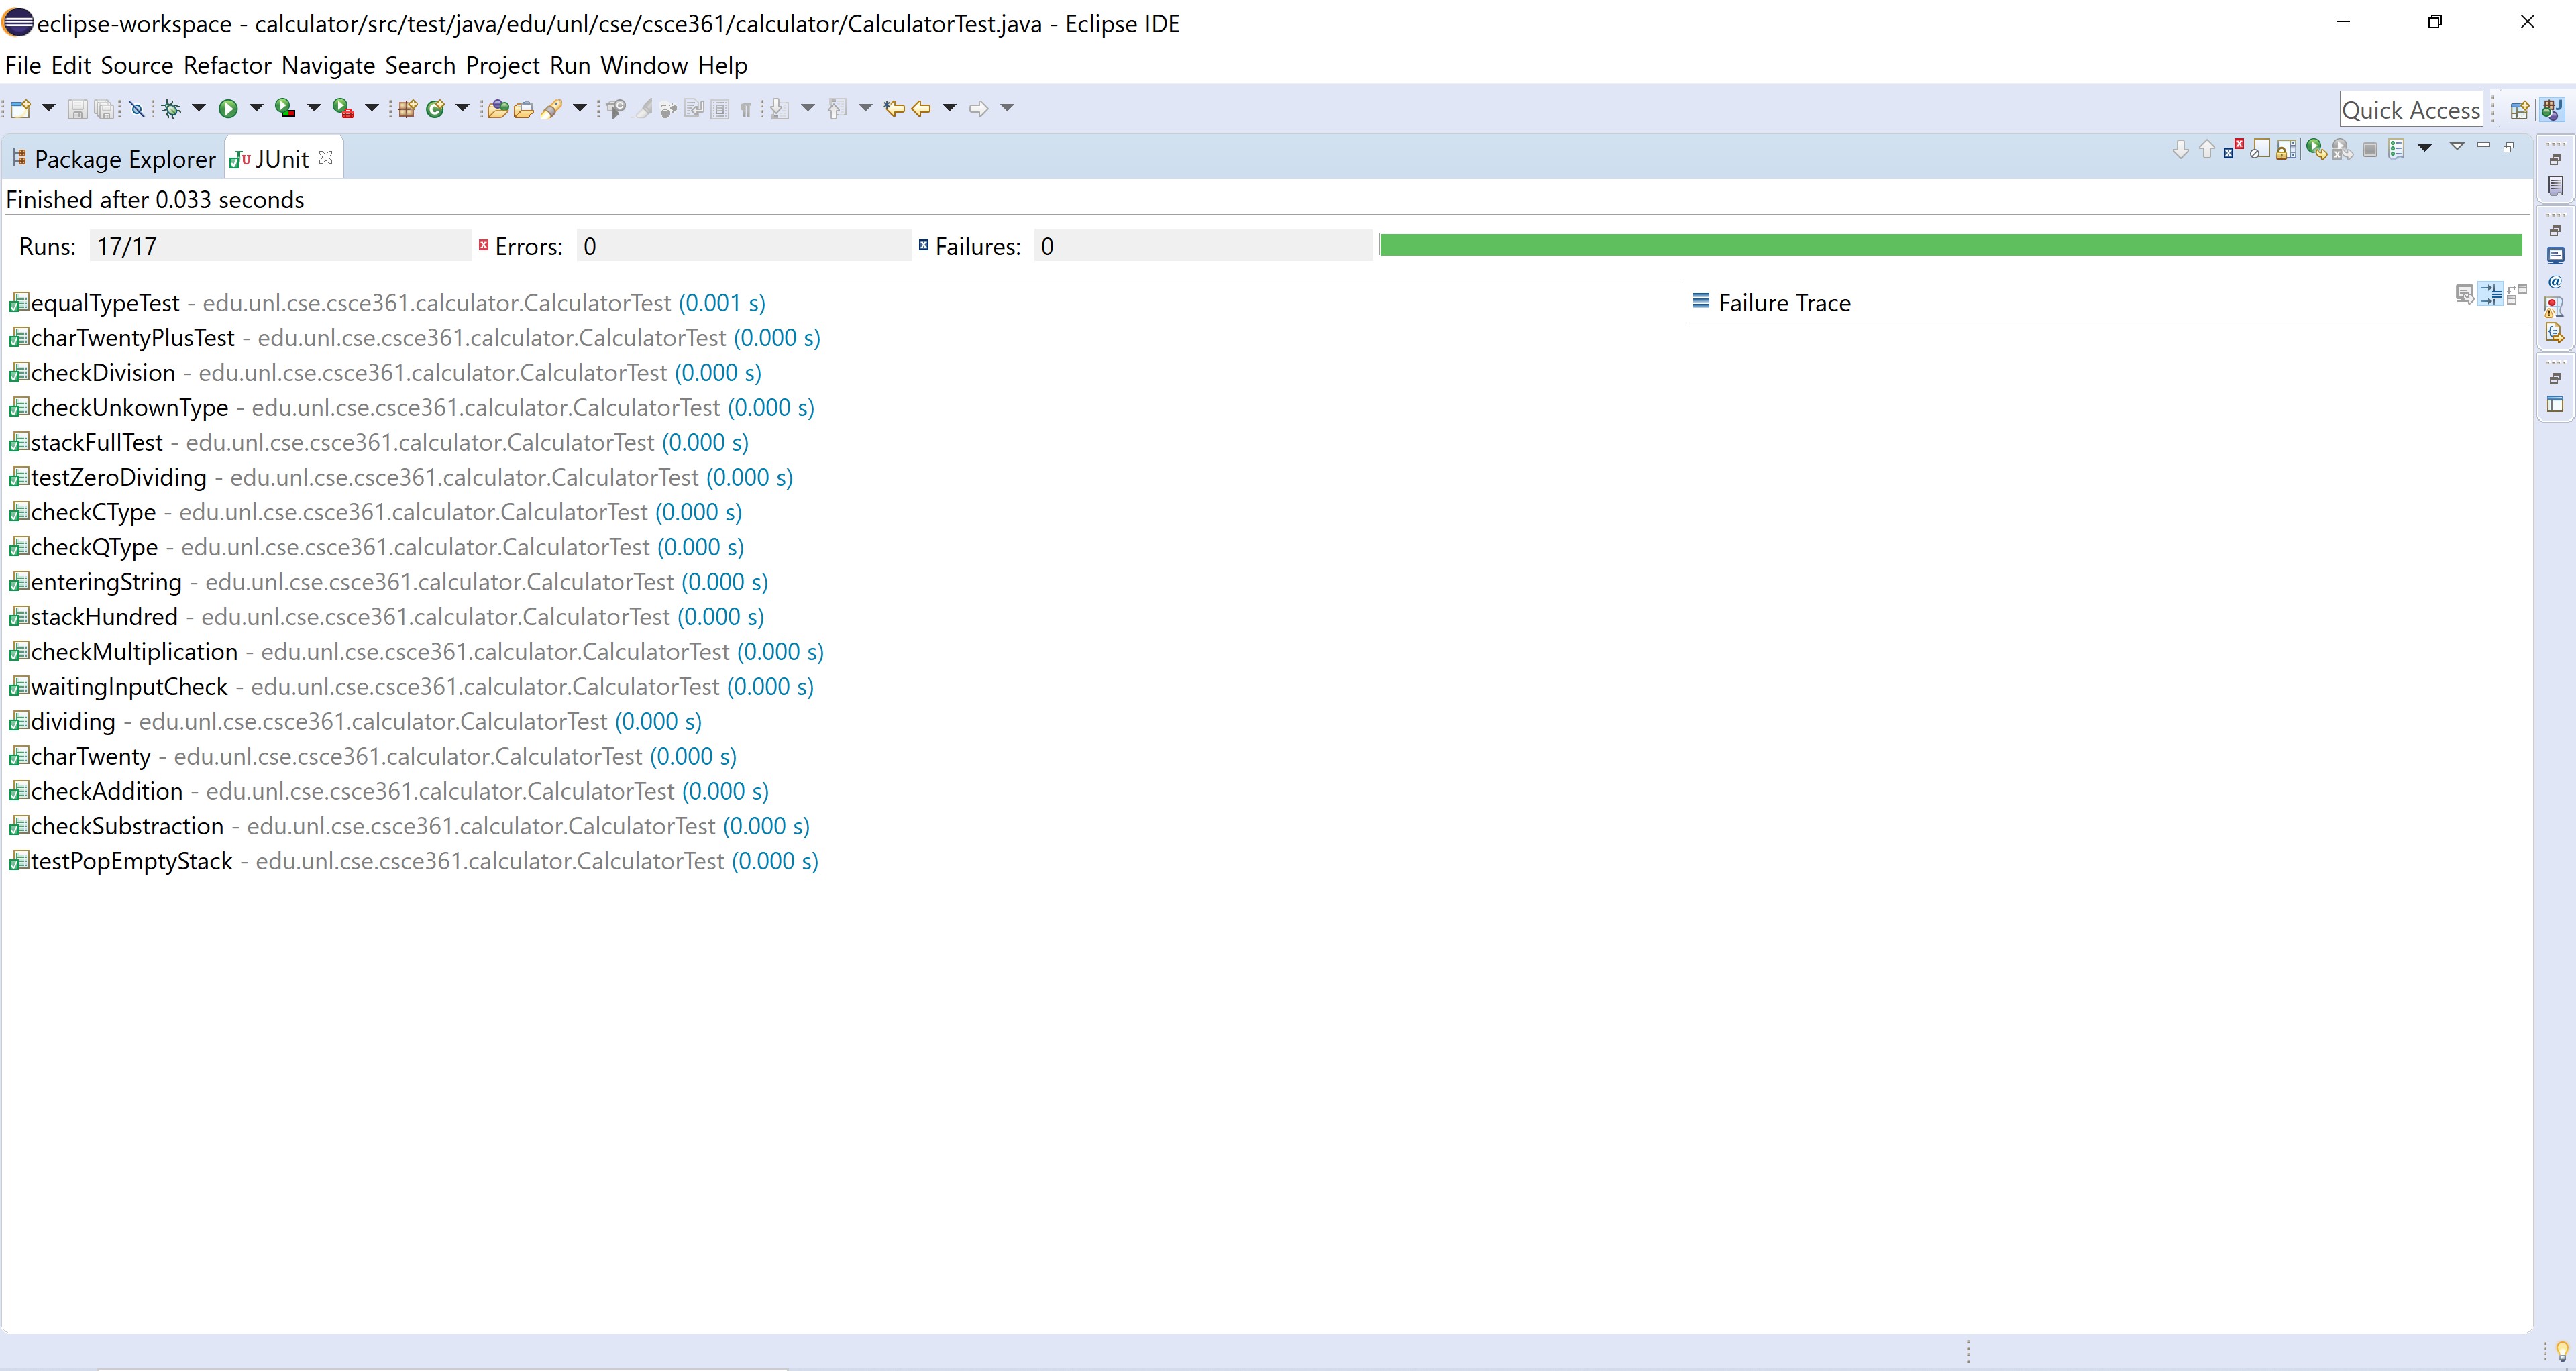 eclipse-workspace - calculator/src/test/java/edu/unl/cse/csce361/calculator/CalculatorTest.java - Eclipse IDE
File Edit Source Refactor Navigate Search Project Run Window Help
Quick Access
Package Explorer JUnit
Finished after 0.033 seconds
Runs: 17/17 Errors: 0 Failures: 0
equalTypeTest - edu.unl.cse.csce361.calculator.CalculatorTest (0.001 s)
Failure Trace
charTwentyPlusTest - edu.unl.cse.csce361.calculator.CalculatorTest (0.000 s)
checkDivision - edu.unl.cse.csce361.calculator.CalculatorTest (0.000 s)
checkUnkownType - edu.unl.cse.csce361.calculator.CalculatorTest (0.000 s)
stackFullTest - edu.unl.cse.csce361.calculator.CalculatorTest (0.000 s)
testZeroDividing - edu.unl.cse.csce361.calculator.CalculatorTest (0.000 s)
checkCType - edu.unl.cse.csce361.calculator.CalculatorTest (0.000 s)
checkQType - edu.unl.cse.csce361.calculator.CalculatorTest (0.000 s)
enteringString - edu.unl.cse.csce361.calculator.CalculatorTest (0.000 s)
stackHundred - edu.unl.cse.csce361.calculator.CalculatorTest (0.000 s)
checkMultiplication - edu.unl.cse.csce361.calculator.CalculatorTest (0.000 s)
waitingInputCheck - edu.unl.cse.csce361.calculator.CalculatorTest (0.000 s)
dividing - edu.unl.cse.csce361.calculator.CalculatorTest (0.000 s)
charTwenty - edu.unl.cse.csce361.calculator.CalculatorTest (0.000 s)
checkAddition - edu.unl.cse.csce361.calculator.CalculatorTest (0.000 s)
checkSubstraction - edu.unl.cse.csce361.calculator.CalculatorTest (0.000 s)
testPopEmptyStack - edu.unl.cse.csce361.calculator.CalculatorTest (0.000 s)